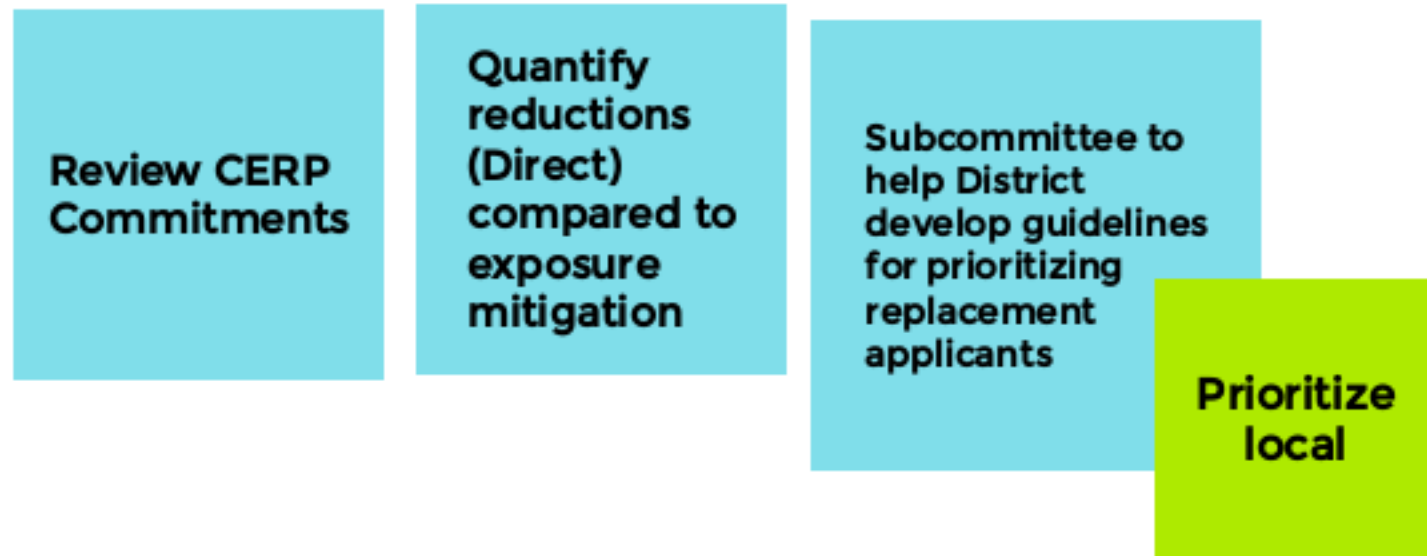 Review CERP
Commitments
Quantify
reductions
(Direct)
compared to
exposure
mitigation
Subcommittee to
help District
develop guidelines
for prioritizing
replacement
applicants
Prioritize
local